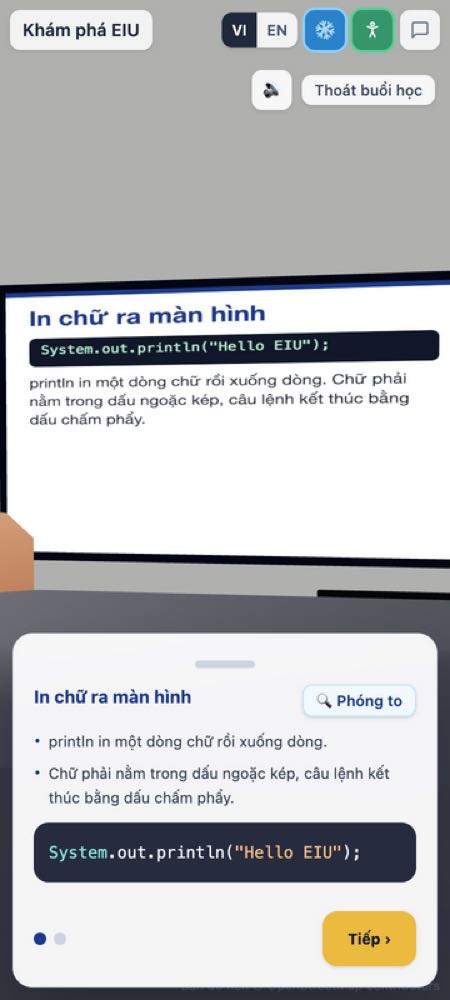 Khám phá EIU
VI EN
Thoát buổi học
In chữ ra màn hình
System.out.println("Hello EIU");
println in một dòng chữ rồi xuống dòng. Chữ phải
nằm trong dấu ngoặc kép, câu lệnh kết thúc bằng
dấu chấm phẩy.
In chữ ra màn hình
Phóng to
• println in một dòng chữ rồi xuống dòng.
• Chữ phải nằm trong dấu ngoặc kép, câu lệnh kết
thúc bằng dấu chấm phẩy.
System.out.println("Hello EIU");
Tiếp ›